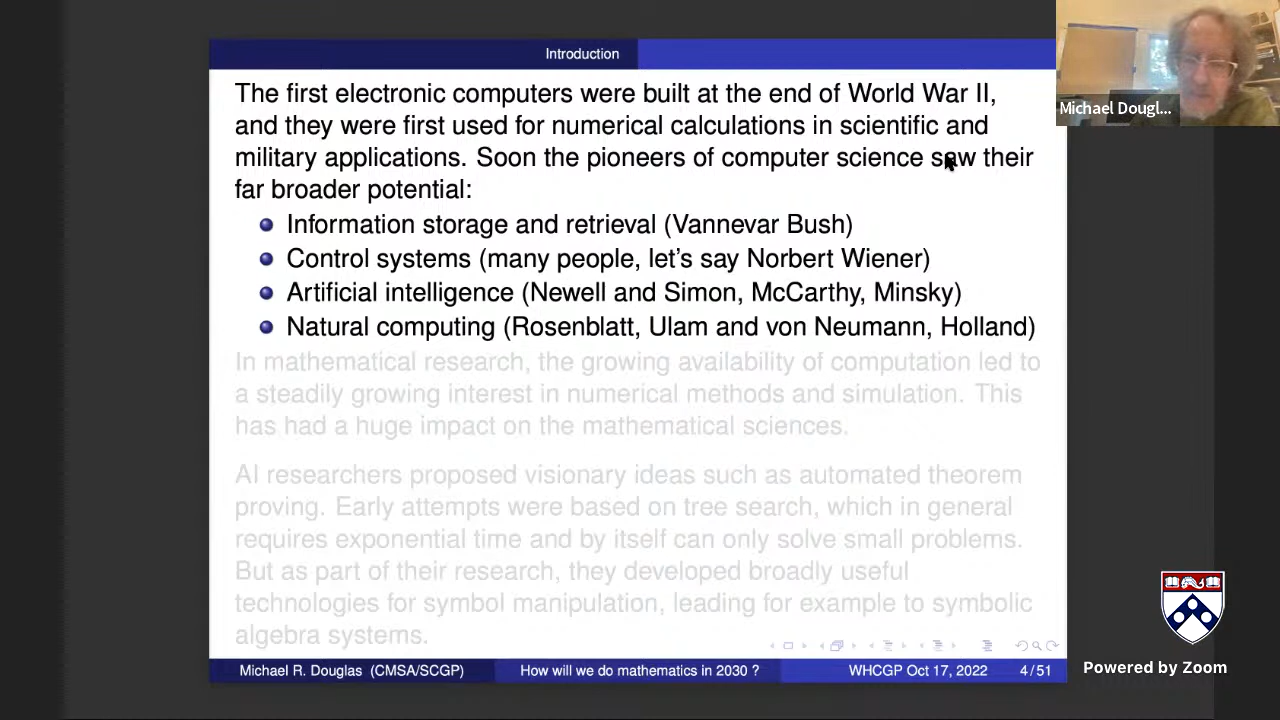 Introduction
The first electronic computers were built at the end of World War II,
and they were first used for numerical calculations in scientific and
military applications. Soon the pioneers of computer science saw their
far broader potential:
Information storage and retrieval (Vannevar Bush)
Control systems (many people, let's say Norbert Wiener)
Artificial intelligence (Newell and Simon, McCarthy, Minsky)
Natural computing (Rosenblatt, Ulam and von Neumann, Holland)
In mathematical research, the growing availability of computation led to
a steadily growing interest in numerical methods and simulation. This
has had a huge impact on the mathematical sciences.
AI researchers proposed visionary ideas such as automated theorem
proving. Early attempts were based on tree search, which in general
requires exponential time and by itself can only solve small problems.
But as part of their research, they developed broadly useful
technologies for symbol manipulation, leading for example to symbolic
algebra systems.
Michael R. Douglas (CMSA/SCGP) How will we do mathematics in 2030 ? WHCGP Oct 17, 2022 4/51
Michael Dougl...
Powered by Zoom